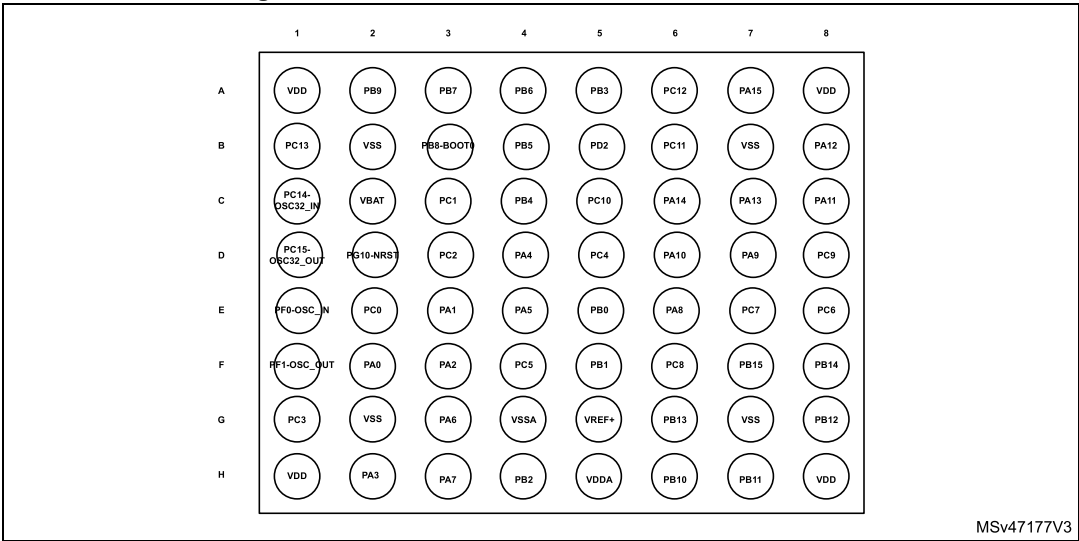 1 2 3 4 5 6 7 8
A VDD PB9 PB7 PB6 PB3 PC12 PA15 VDD
B PC13 VSS PB8-BOOT0 PB5 PD2 PC11 VSS PA12
C PC14-OSC32_IN VBAT PC1 PB4 PC10 PA14 PA13 PA11
D PC15-OSC32_OUT PG10-NRST PC2 PA4 PC4 PA10 PA9 PC9
E PF0-OSC_IN PC0 PA1 PA5 PB0 PA8 PC7 PC6
F PF1-OSC_OUT PA0 PA2 PC5 PB1 PC8 PB15 PB14
G PC3 VSS PA6 VSSA VREF+ PB13 VSS PB12
H VDD PA3 PA7 PB2 VDDA PB10 PB11 VDD
MSv47177V3